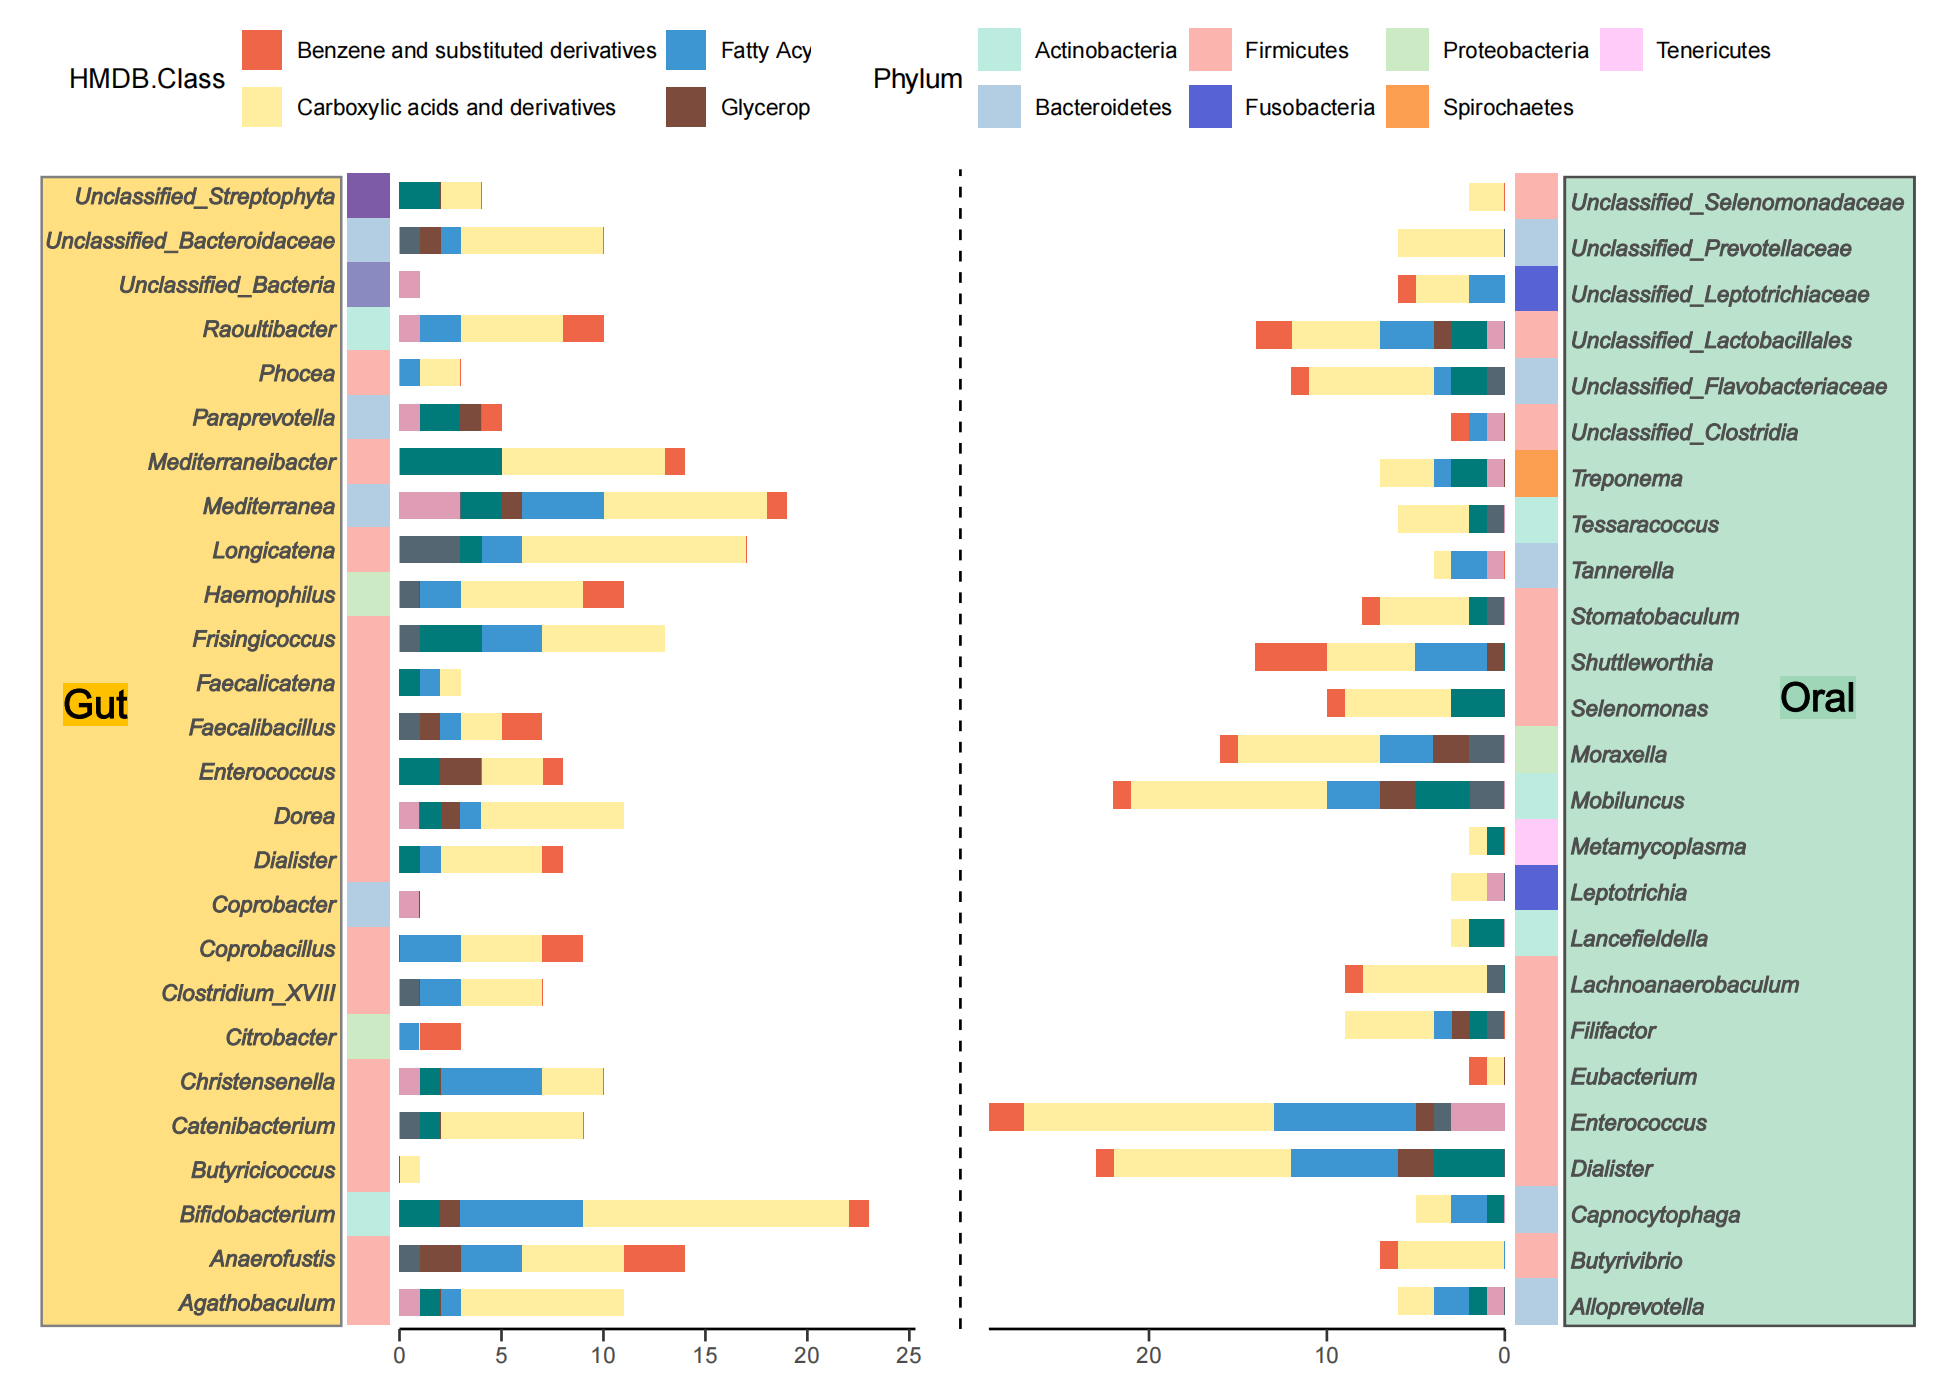 HMDB.Class
Benzene and substituted derivatives
Fatty Acy
Carboxylic acids and derivatives
Glycerop
Phylum
Actinobacteria
Firmicutes
Proteobacteria
Tenericutes
Bacteroidetes
Fusobacteria
Spirochaetes
Gut
Unclassified_Streptophyta
Unclassified_Bacteroidaceae
Unclassified_Bacteria
Raoultibacter
Phocea
Paraprevotella
Mediterraneibacter
Mediterranea
Longicatena
Haemophilus
Frisingicoccus
Faecalicatena
Faecalibacillus
Enterococcus
Dorea
Dialister
Coprobacter
Coprobacillus
Clostridium_XVIII
Citrobacter
Christensenella
Catenibacterium
Butyricicoccus
Bifidobacterium
Anaerofustis
Agathobaculum
0 5 10 15 20 25
Oral
Unclassified_Selenomonadaceae
Unclassified_Prevotellaceae
Unclassified_Leptotrichiaceae
Unclassified_Lactobacillales
Unclassified_Flavobacteriaceae
Unclassified_Clostridia
Treponema
Tessaracoccus
Tannerella
Stomatobaculum
Shuttleworthia
Selenomonas
Moraxella
Mobiluncus
Metamycoplasma
Leptotrichia
Lancefieldella
Lachnoanaerobaculum
Filifactor
Eubacterium
Enterococcus
Dialister
Capnocytophaga
Butyrivibrio
Alloprevotella
20 10 0